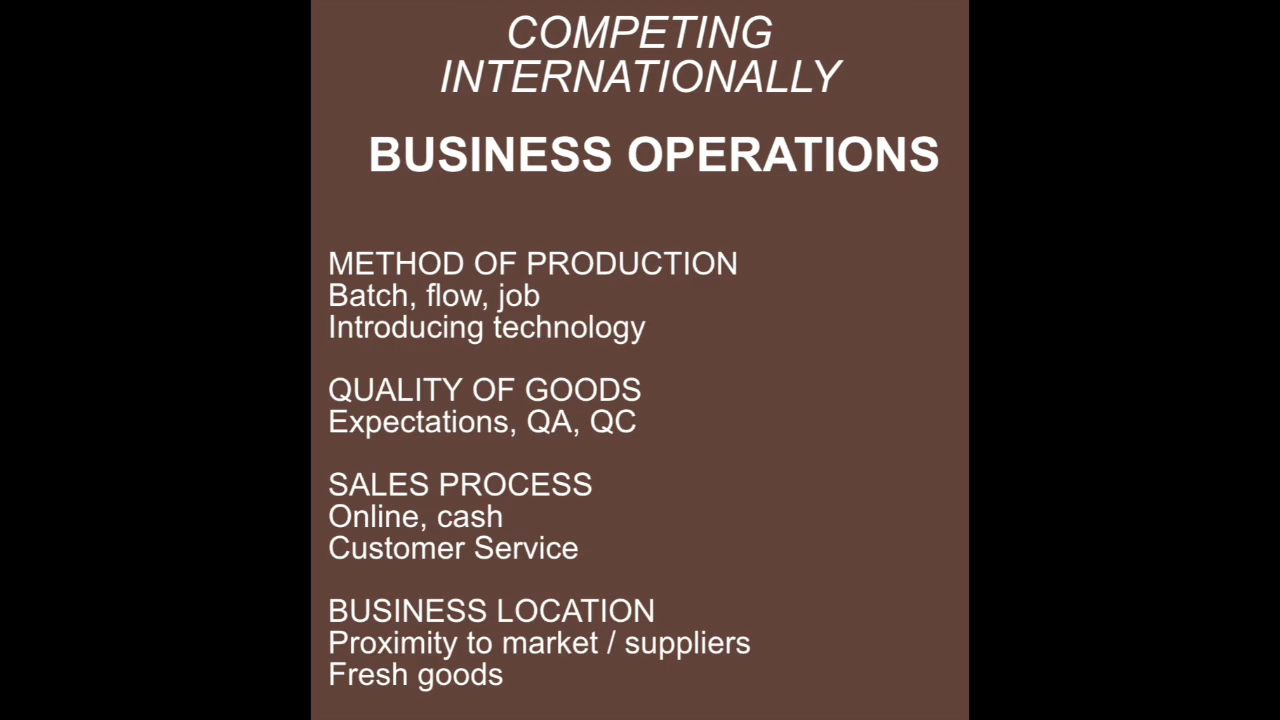 COMPETING
INTERNATIONALLY
BUSINESS OPERATIONS
METHOD OF PRODUCTION
Batch, flow, job
Introducing technology
QUALITY OF GOODS
Expectations, QA, QC
SALES PROCESS
Online, cash
Customer Service
BUSINESS LOCATION
Proximity to market / suppliers
Fresh goods